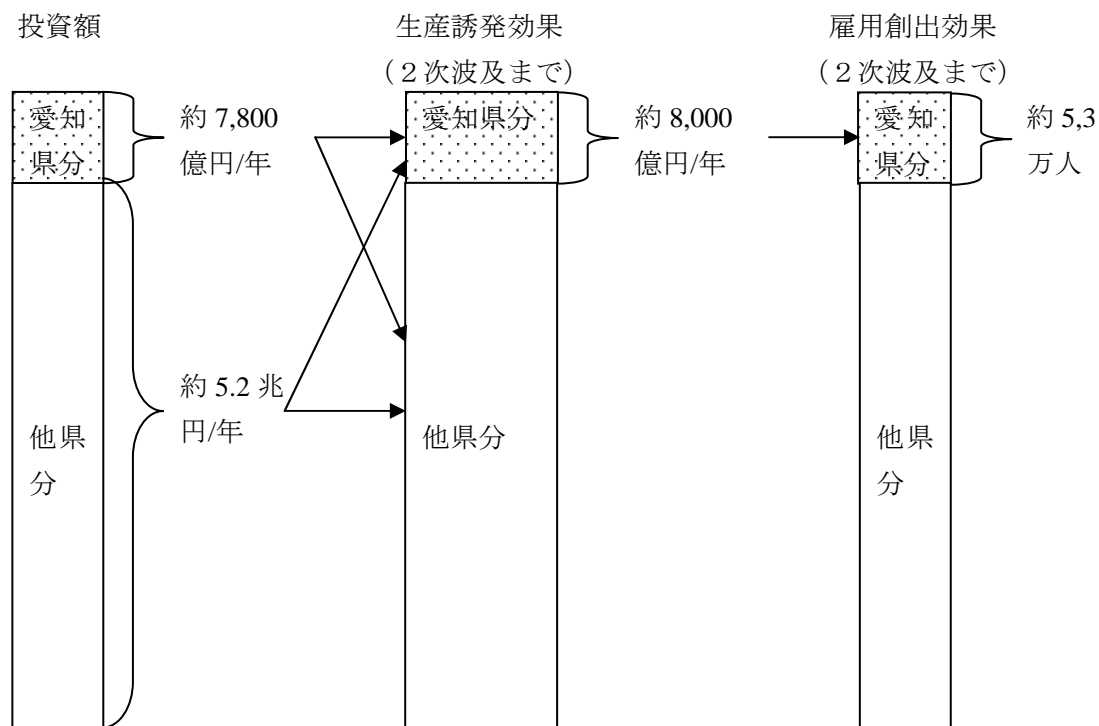 投資額
生産誘発効果
（２次波及まで）
雇用創出効果
（２次波及まで）
愛知
県分
約 7,800
億円/年
愛知県分
約 8,000
億円/年
愛知
県分
約 5,3
万人
約 5.2 兆
円/年
他県
分
他県分
他県
分